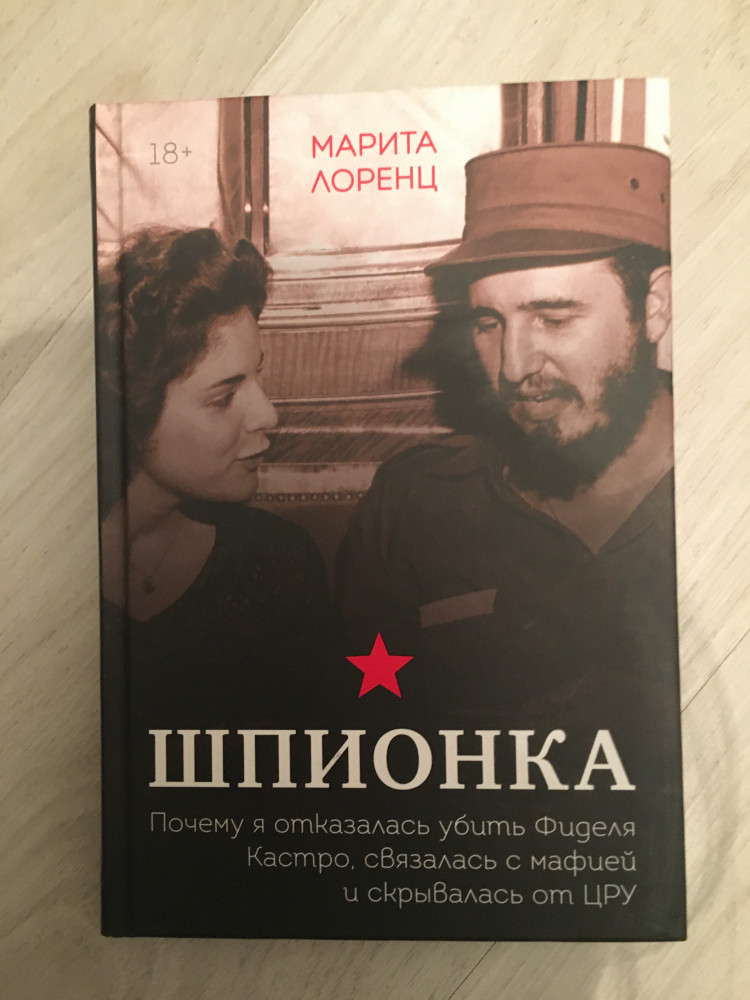 18+
МАРИТА
ЛОРЕНЦ
ШПИОНКА
Почему я отказалась убить Фиделя
Кастро, связалась с мафией
и скрывалась от ЦРУ